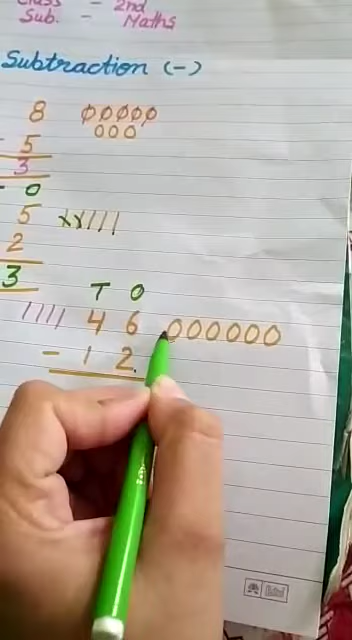 Class - 2nd
Sub. - Maths
Subtraction (-)
8 00000
000
- 5
3
- 0
5 xx|||
2
3
T O
|||| 4 6 000000
- 1 2